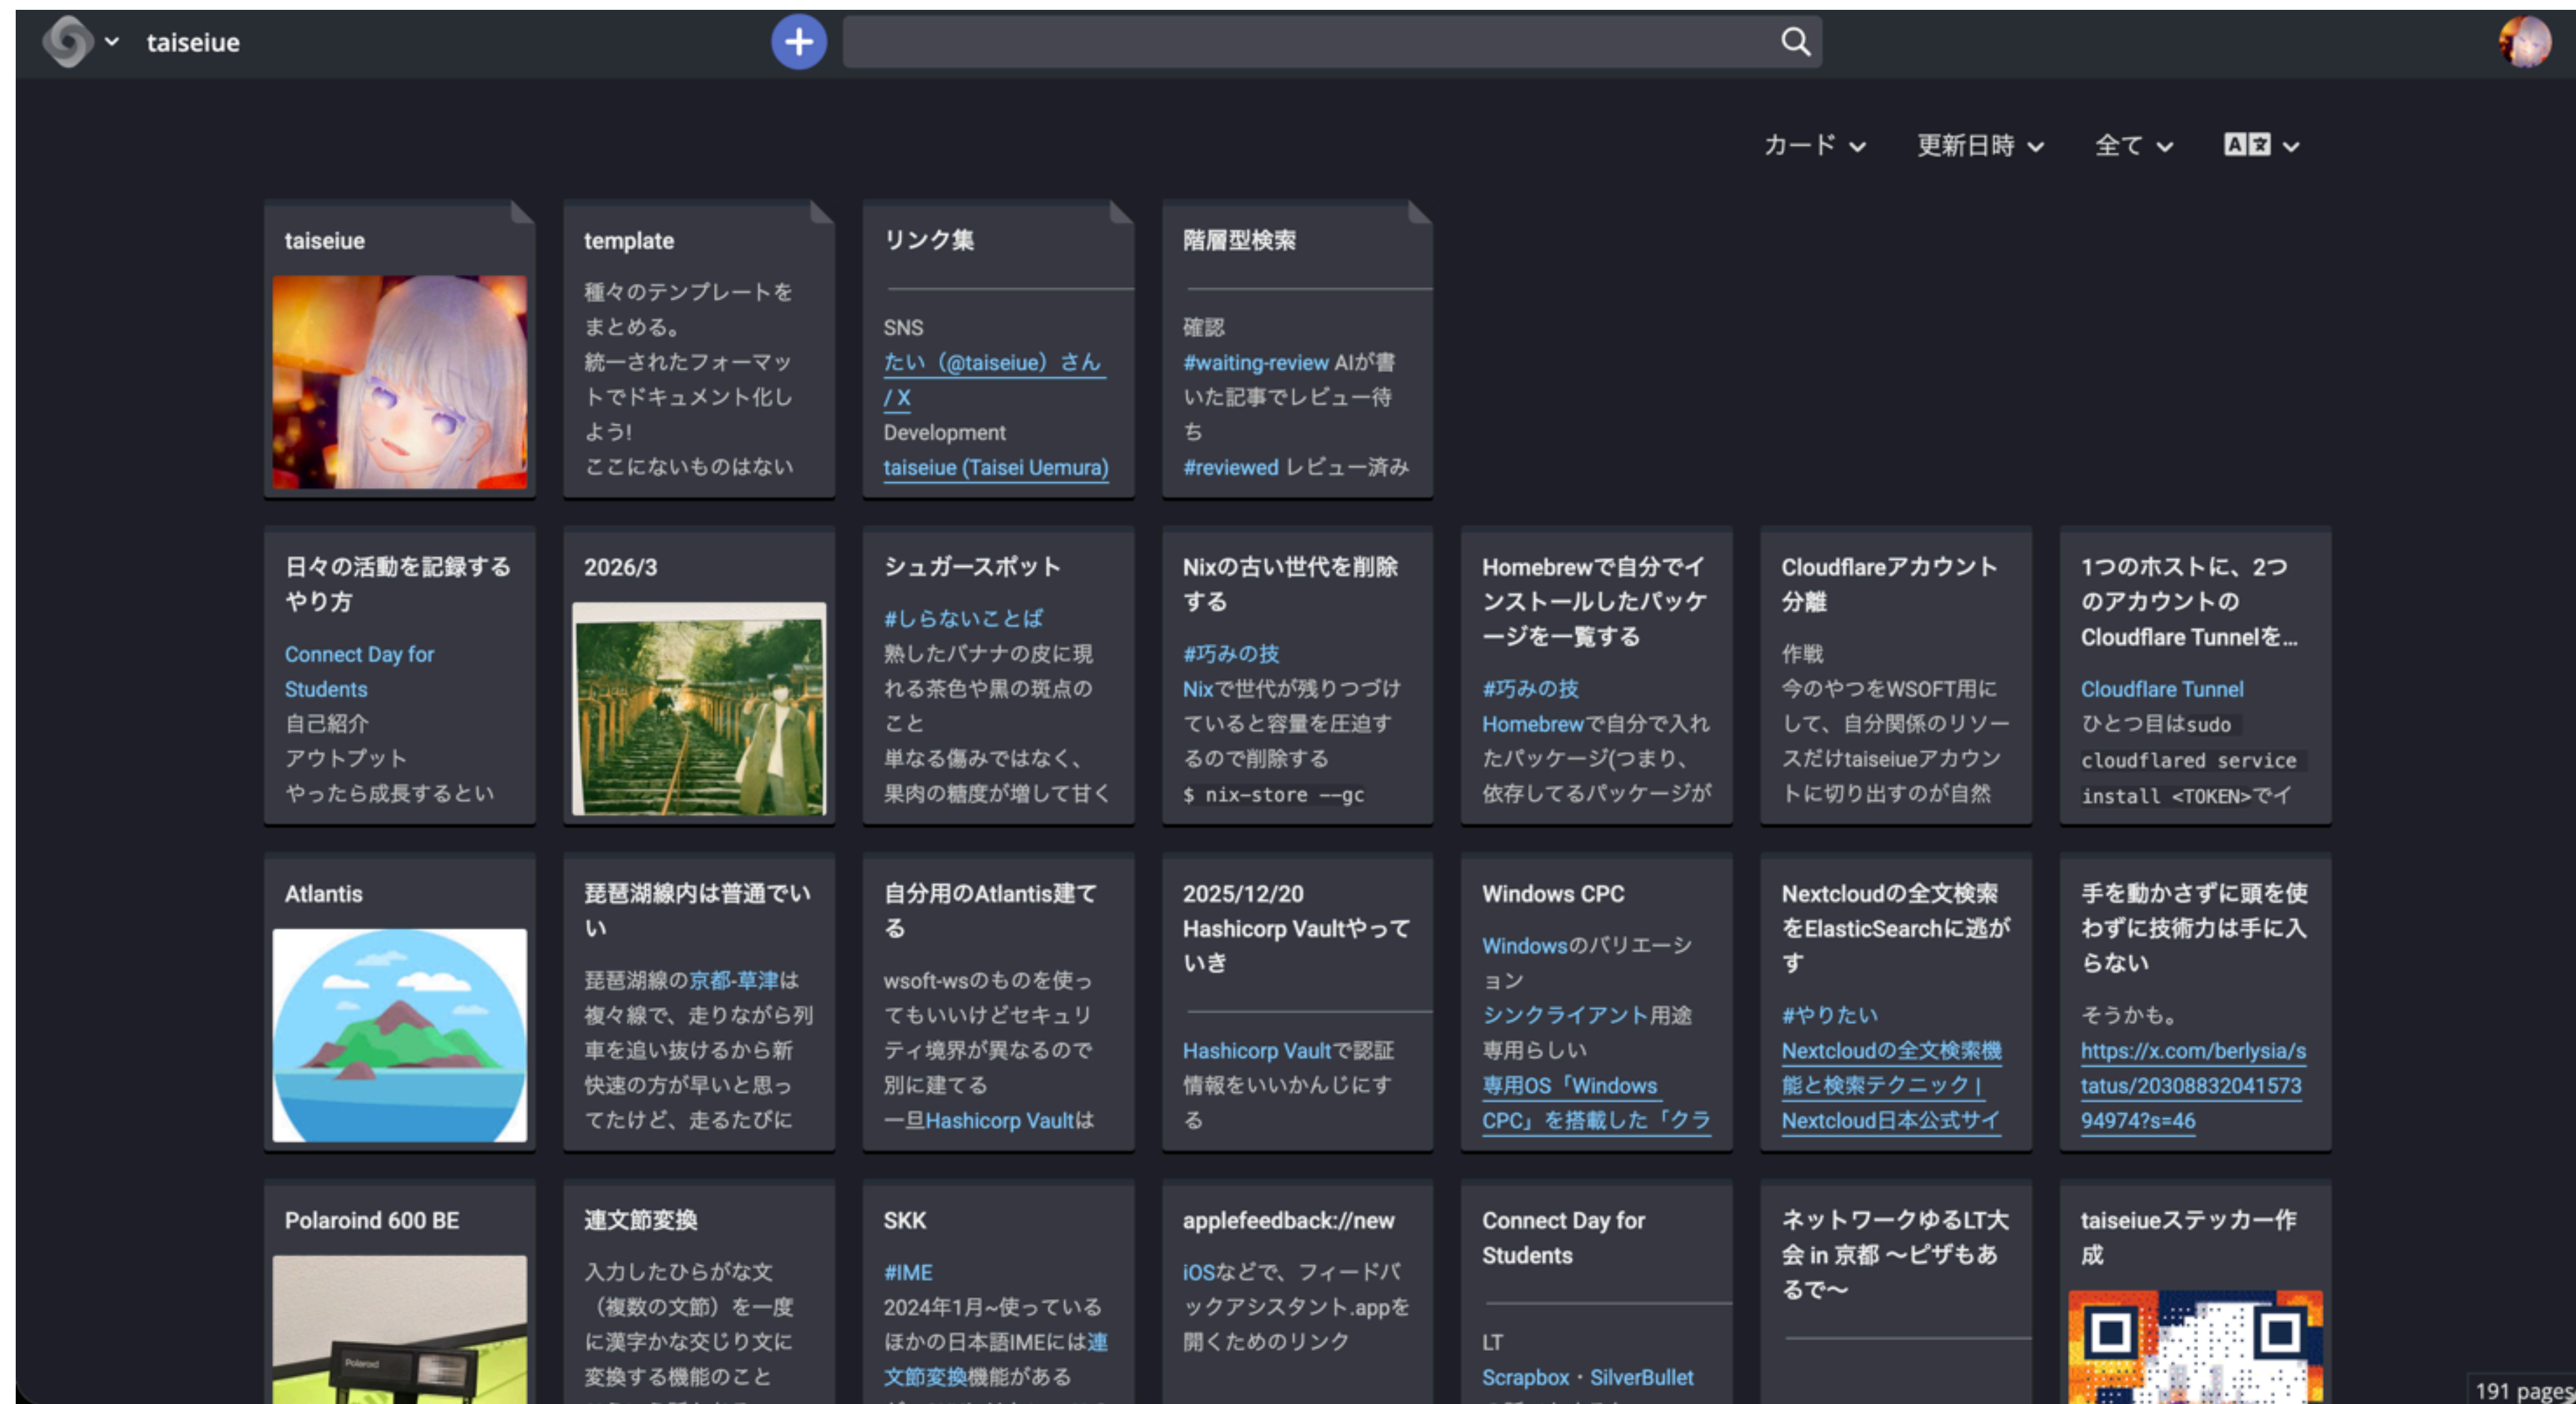 taiseiue
カード
更新日時
全て
A文
taiseiue
template
種々のテンプレートを
まとめる。
統一されたフォーマッ
トでドキュメント化し
よう!
ここにないものはない
リンク集
SNS
たい（@taiseiue）さん
/ X
Development
taiseiue (Taisei Uemura)
階層型検索
確認
#waiting-review AIが書
いた記事でレビュー待
ち
#reviewed レビュー済み
日々の活動を記録する
やり方
Connect Day for
Students
自己紹介
アウトプット
やったら成長するとい
2026/3
シュガースポット
#しらないことば
熟したバナナの皮に現
れる茶色や黒の斑点の
こと
単なる傷みではなく、
果肉の糖度が増して甘く
Nixの古い世代を削除
する
#巧みの技
Nixで世代が残りつづけ
ていると容量を圧迫す
るので削除する
$ nix-store --gc
Homebrewで自分でイ
ンストールしたパッケ
ージを一覧する
#巧みの技
Homebrewで自分で入れ
たパッケージ(つまり、
依存してるパッケージが
Cloudflareアカウント
分離
作戦
今のやつをWSOFT用に
して、自分関係のリソー
スだけtaiseiueアカウン
トに切り出すのが自然
1つのホストに、2つ
のアカウントの
Cloudflare Tunnelを...
Cloudflare Tunnel
ひとつ目はsudo
cloudflared service
install <TOKEN>でイ
Atlantis
琵琶湖線内は普通でい
い
琵琶湖線の京都-草津は
複々線で、走りながら列
車を追い抜けるから新
快速の方が早いと思っ
てたけど、走るたびに
自分用のAtlantis建て
る
wsoft-wsのものを使っ
てもいいけどセキュリ
ティ境界が異なるので
別に建てる
一旦Hashicorp Vaultは
2025/12/20
Hashicorp Vaultやって
いき
Hashicorp Vaultで認証
情報をいいかんじにす
る
Windows CPC
Windowsのバリエーシ
ョン
シンクライアント用途
専用らしい
専用OS「Windows
CPC」を搭載した「クラ
Nextcloudの全文検索
をElasticSearchに逃が
す
#やりたい
Nextcloudの全文検索機
能と検索テクニック |
Nextcloud日本公式サイ
手を動かさずに頭を使
わずに技術力は手に入
らない
そうかも。
https://x.com/berlysia/s
tatus/20308832041573
94974?s=46
Polaroind 600 BE
Polaroid
連文節変換
入力したひらがな文
（複数の文節）を一度
に漢字かな交じり文に
変換する機能のこと
SKK
#IME
2024年1月~使っている
ほかの日本語IMEには連
文節変換機能がある
applefeedback://new
iOSなどで、フィードバ
ックアシスタント.appを
開くためのリンク
Connect Day for
Students
LT
Scrapbox・SilverBullet
ネットワークゆるLT大
会 in 京都 〜ピザもあ
るで〜
taiseiueステッカー作
成
191 pages